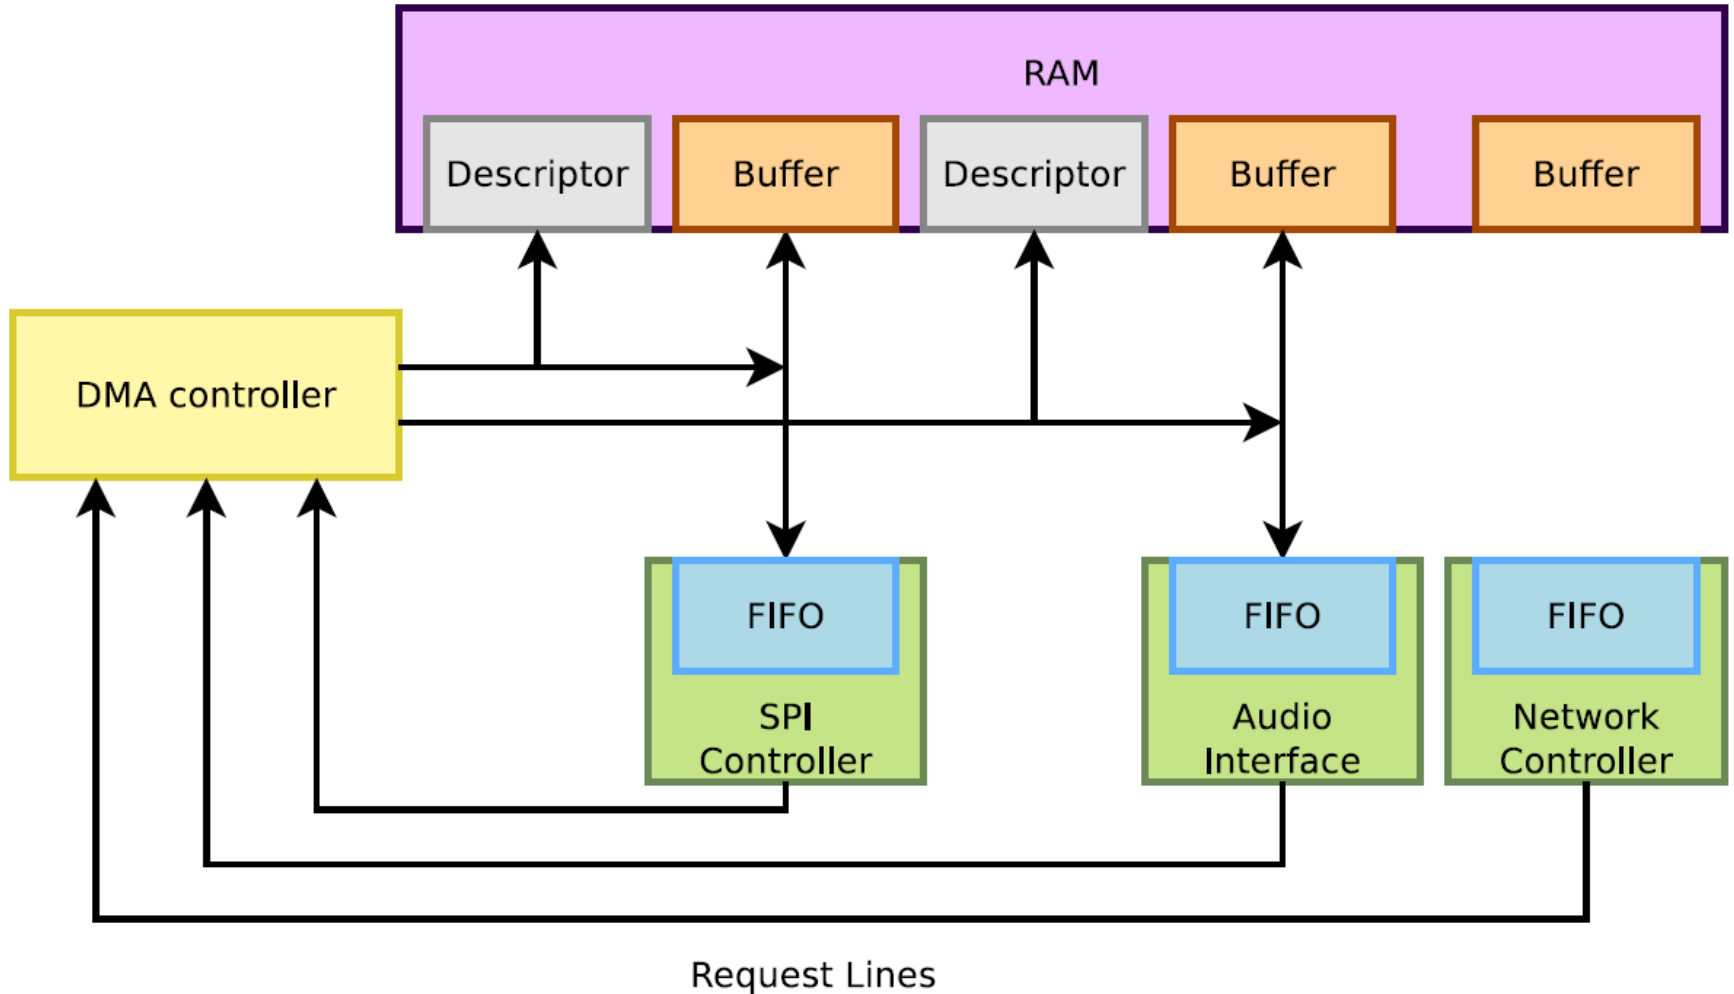 RAM
Descriptor
Buffer
Descriptor
Buffer
Buffer
DMA controller
FIFO
FIFO
FIFO
SPI
Controller
Audio
Interface
Network
Controller
Request Lines